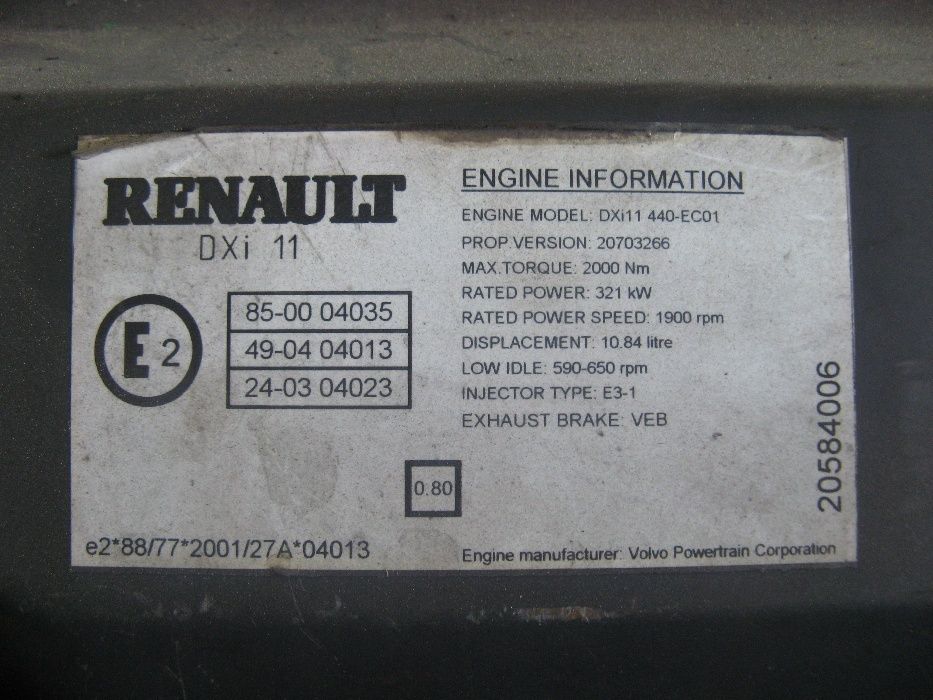 RENAULT
DXi 11
E 2
85-00 04035
49-04 04013
24-03 04023
0.80
e2*88/77*2001/27A*04013
ENGINE INFORMATION
ENGINE MODEL: DXi11 440-EC01
PROP.VERSION: 20703266
MAX.TORQUE: 2000 Nm
RATED POWER: 321 kW
RATED POWER SPEED: 1900 rpm
DISPLACEMENT: 10.84 litre
LOW IDLE: 590-650 rpm
INJECTOR TYPE: E3-1
EXHAUST BRAKE: VEB
Engine manufacturer: Volvo Powertrain Corporation
20584006